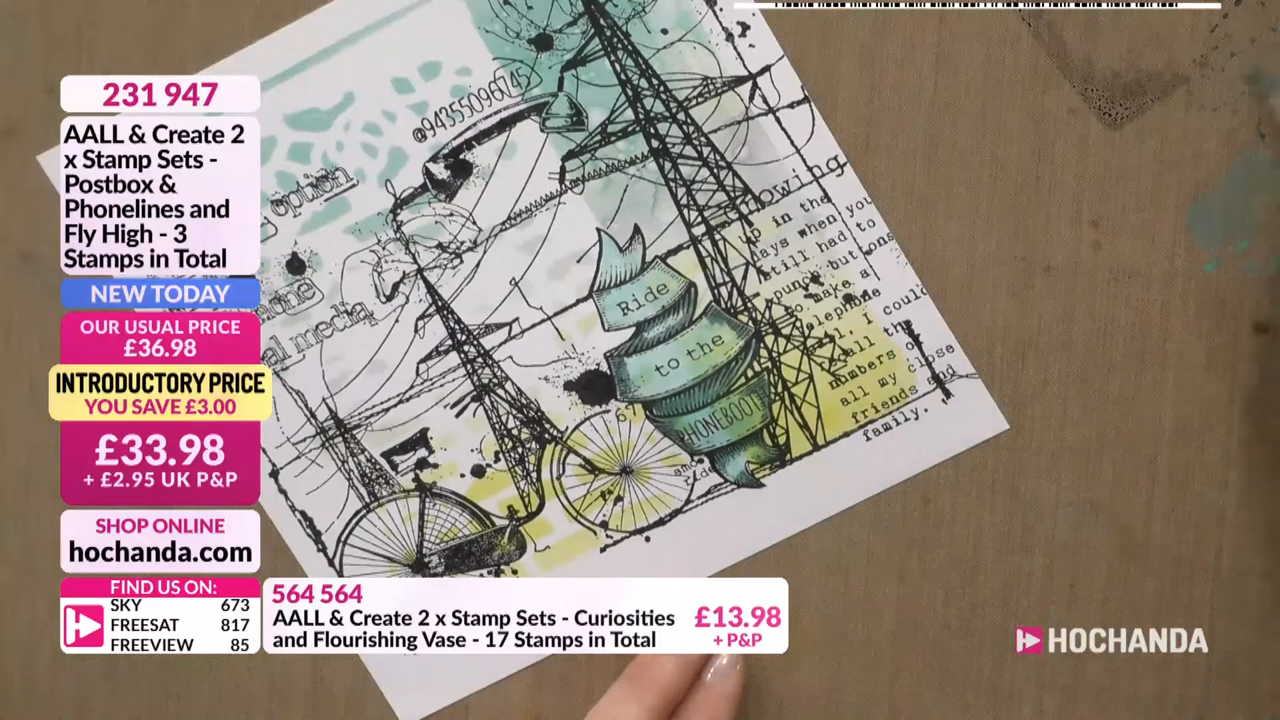 231 947
AALL & Create 2
x Stamp Sets -
Postbox &
Phonelines and
Fly High - 3
Stamps in Total
NEW TODAY
OUR USUAL PRICE
£36.98
INTRODUCTORY PRICE
YOU SAVE £3.00
£33.98
+ £2.95 UK P&P
SHOP ONLINE
hochanda.com
FIND US ON:
SKY 673
FREESAT 817
FREEVIEW 85
564 564
AALL & Create 2 x Stamp Sets - Curiosities
and Flourishing Vase - 17 Stamps in Total
£13.98
+ P&P
HOCHANDA
@94355096745
option
media
Ride
to the
PHONEBOOTH
up in the
days when you
still had to
punch buttons
to make a
telephone
call, i could
all the
numbers of
all my close
friends and
family.